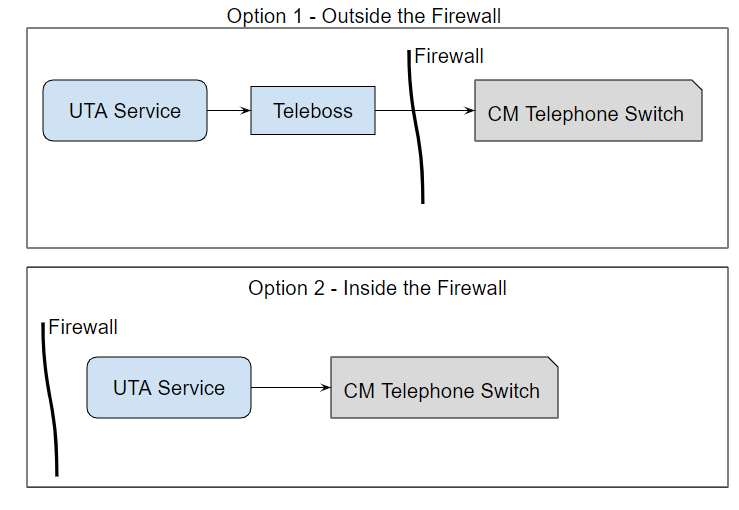 Option 1 - Outside the Firewall
Firewall
UTA Service
Teleboss
CM Telephone Switch
Option 2 - Inside the Firewall
Firewall
UTA Service
CM Telephone Switch